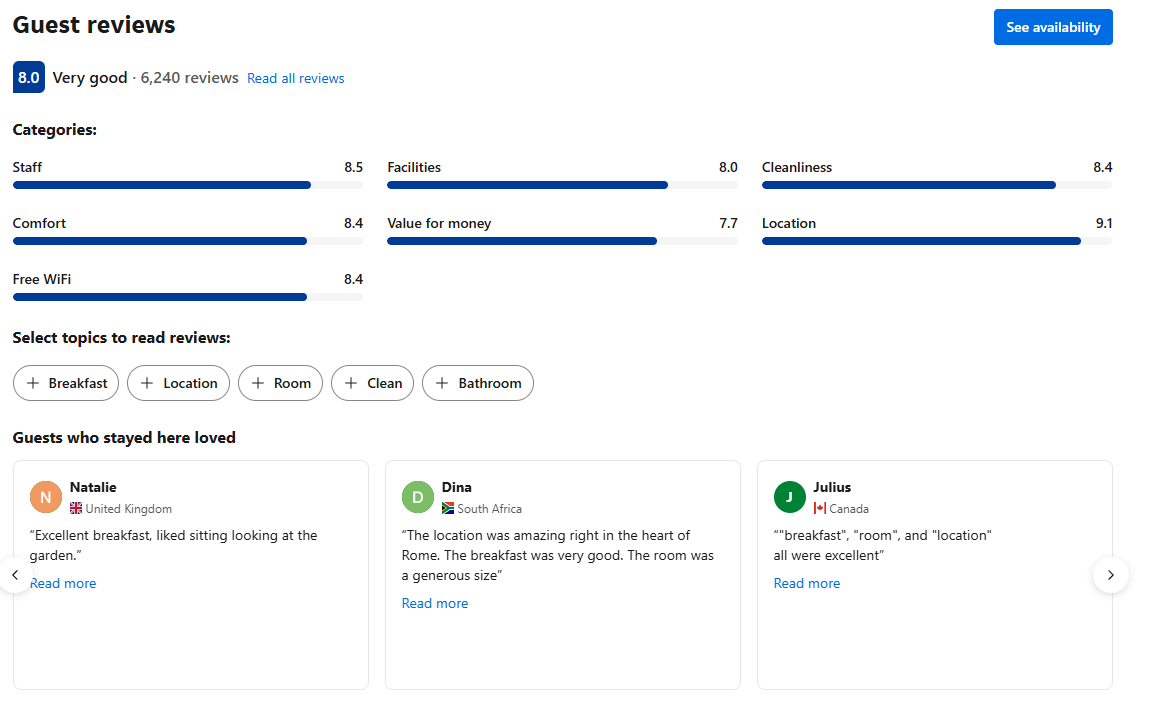 Guest reviews
See availability
8.0 Very good · 6,240 reviews Read all reviews
Categories:
Staff 8.5
Facilities 8.0
Cleanliness 8.4
Comfort 8.4
Value for money 7.7
Location 9.1
Free WiFi 8.4
Select topics to read reviews:
+ Breakfast + Location + Room + Clean + Bathroom
Guests who stayed here loved
N
Natalie
United Kingdom
“Excellent breakfast, liked sitting looking at the
garden.”
Read more
D
Dina
South Africa
“The location was amazing right in the heart of
Rome. The breakfast was very good. The room was
a generous size”
Read more
J
Julius
Canada
“"breakfast", "room", and "location"
all were excellent”
Read more